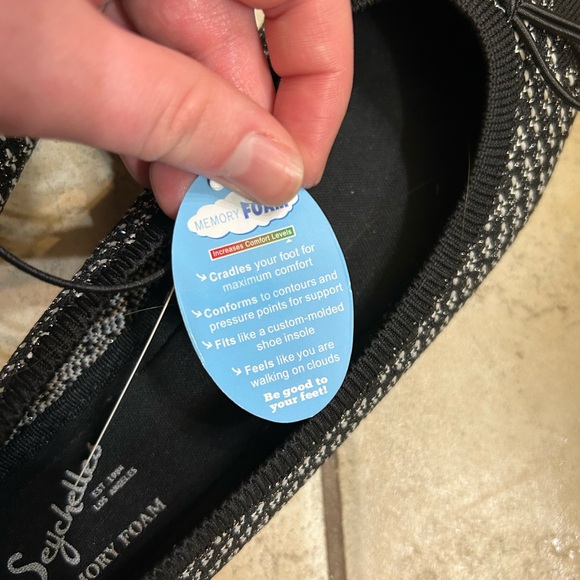 MEMORY FOAM
Increases Comfort Levels
Cradles your foot for
maximum comfort
Conforms to contours and
pressure points for support
Fits like a custom-molded
shoe insole
Feels like you are
walking on clouds
Be good to
your feet!
Seychelles
EST 1984
LOS ANGELES
MORY FOAM